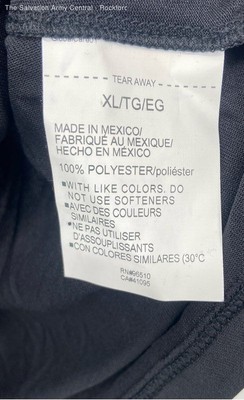 The Salvation Army Central - Rockfor
TEAR AWAY
XL/TG/EG
MADE IN MEXICO/
FABRIQUÉ AU MEXIQUE/
HECHO EN MÉXICO
100% POLYESTER/poliéster
▪WITH LIKE COLORS. DO
NOT USE SOFTENERS
▪AVEC DES COULEURS
SIMILAIRES
▪NE PAS UTILISER
D'ASSOUPLISSANTS
▪CON COLORES SIMILARES (30°C
RN#96510
CA#41095